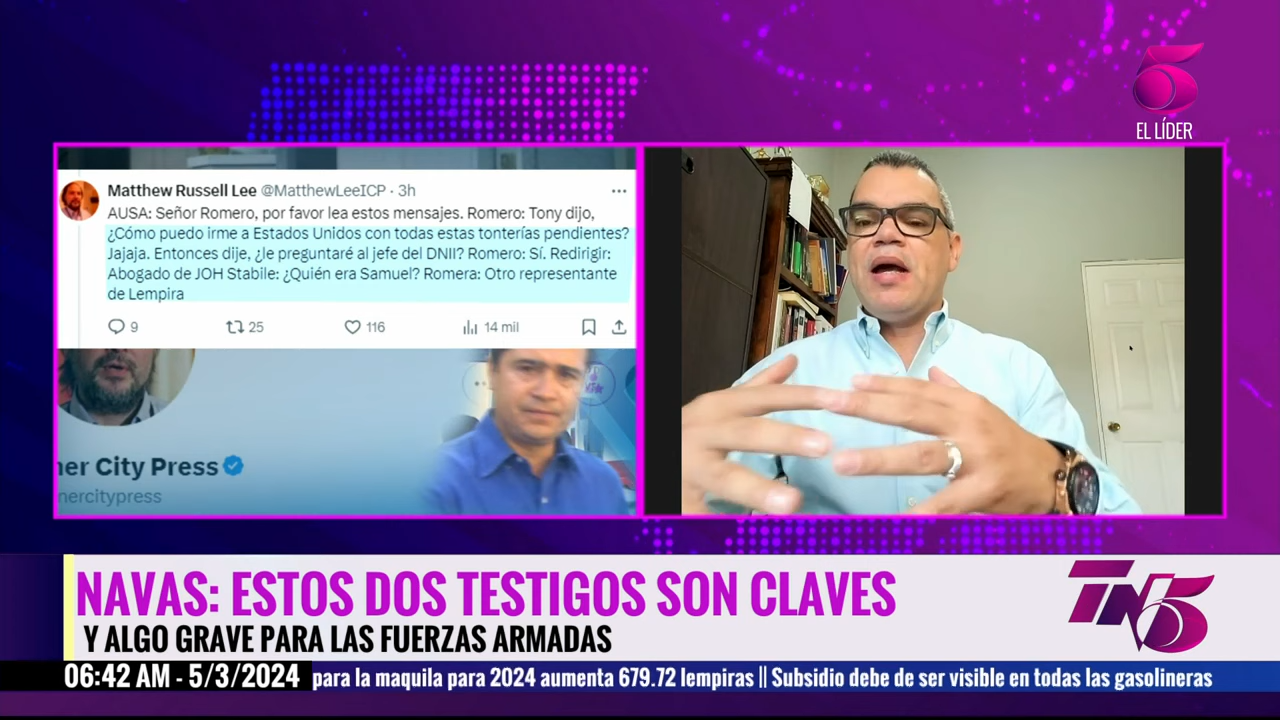 5
EL LÍDER
Matthew Russell Lee @MatthewLeeICP · 3h
AUSA: Señor Romero, por favor lea estos mensajes. Romero: Tony dijo,
¿Cómo puedo irme a Estados Unidos con todas estas tonterías pendientes?
Jajaja. Entonces dije, ¿le preguntaré al jefe del DNII? Romero: Sí. Redirigir:
Abogado de JOH Stabile: ¿Quién era Samuel? Romera: Otro representante
de Lempira
9 25 116 14 mil
ner City Press
nercitypress
NAVAS: ESTOS DOS TESTIGOS SON CLAVES
Y ALGO GRAVE PARA LAS FUERZAS ARMADAS
TN5
06:42 AM - 5/3/2024 para la maquila para 2024 aumenta 679.72 lempiras || Subsidio debe de ser visible en todas las gasolineras